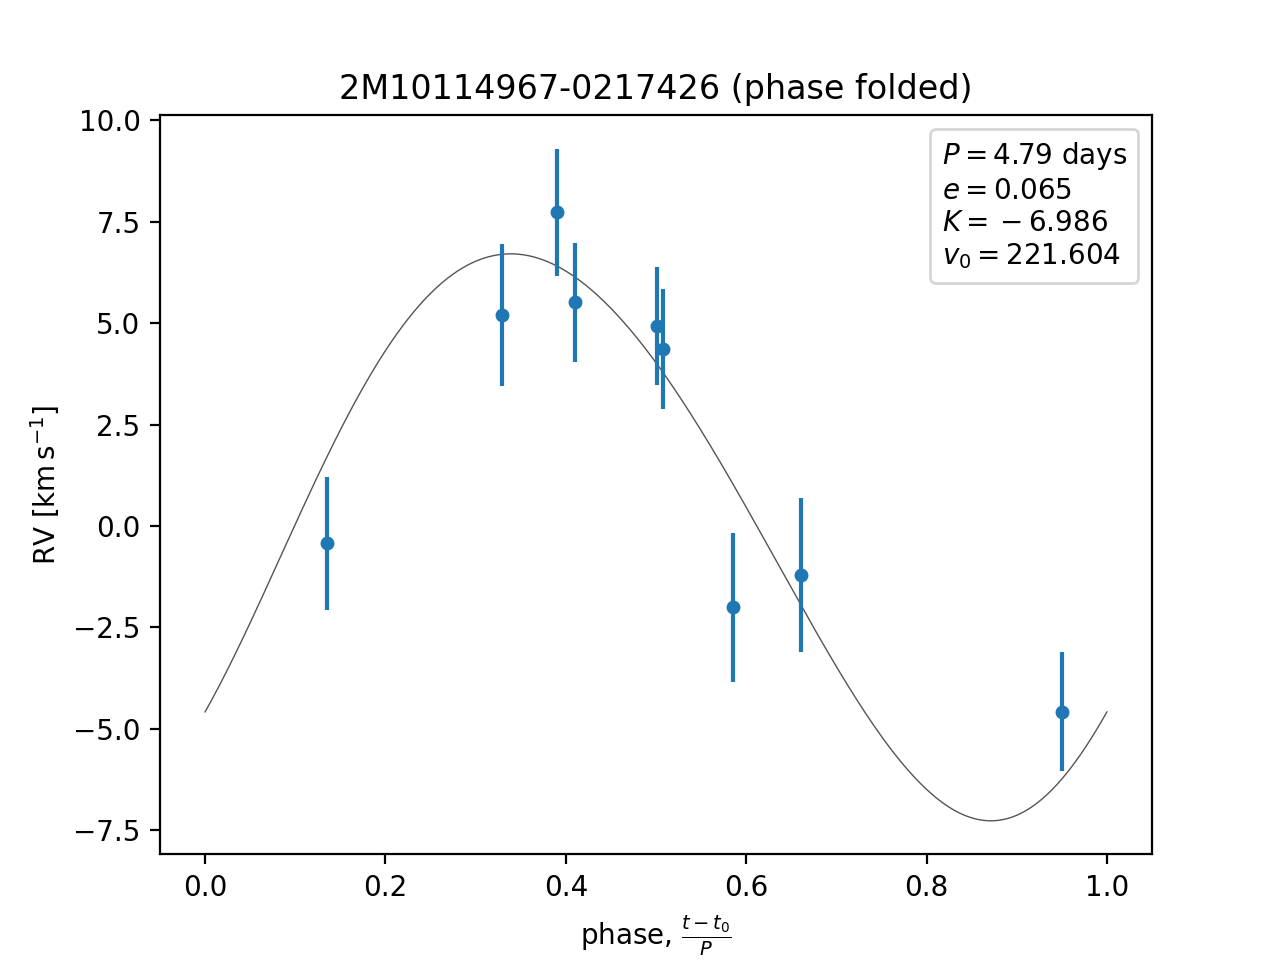 2M10114967-0217426 (phase folded)
P = 4.79 days
e = 0.065
K = −6.986
v₀ = 221.604
RV [km s⁻¹]
10.0
7.5
5.0
2.5
0.0
−2.5
−5.0
−7.5
0.0 0.2 0.4 0.6 0.8 1.0
phase, (t − t₀)/P